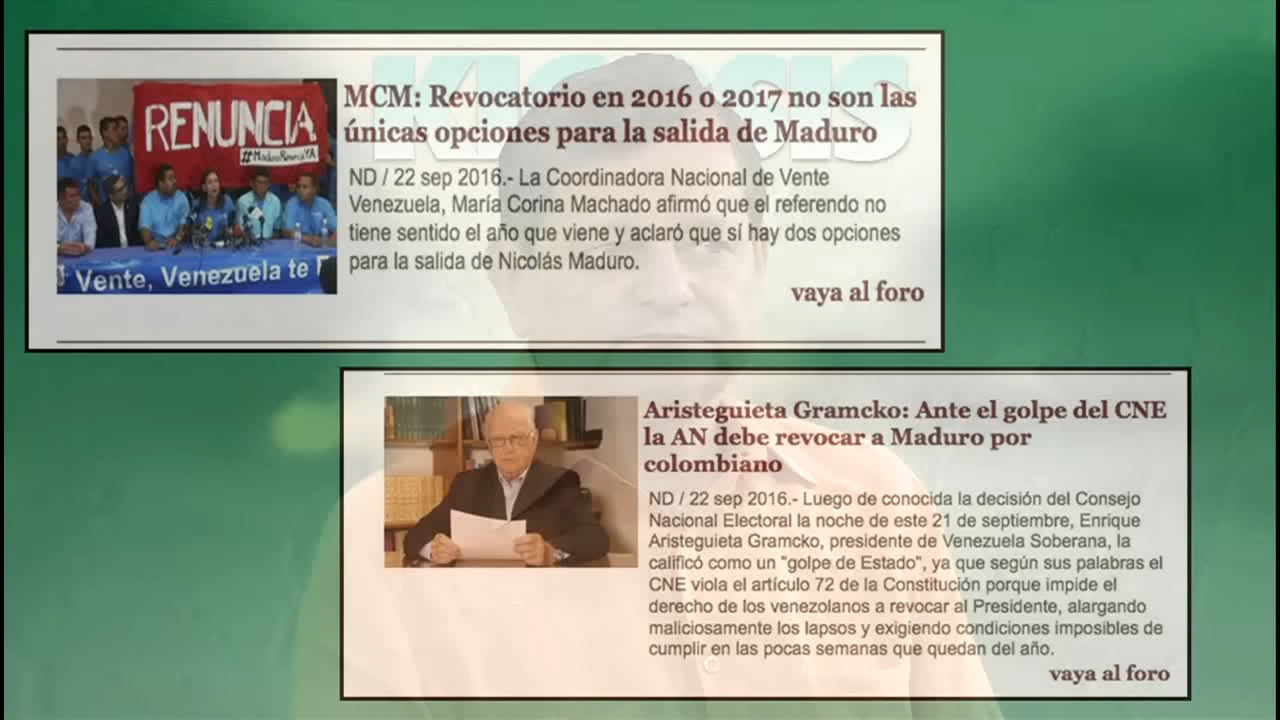 RENUNCIA
#MaduroRenunciaYA
Vente, Venezuela te
MCM: Revocatorio en 2016 o 2017 no son las
únicas opciones para la salida de Maduro
ND / 22 sep 2016.- La Coordinadora Nacional de Vente
Venezuela, María Corina Machado afirmó que el referendo no
tiene sentido el año que viene y aclaró que sí hay dos opciones
para la salida de Nicolás Maduro.
vaya al foro
Aristeguieta Gramcko: Ante el golpe del CNE
la AN debe revocar a Maduro por
colombiano
ND / 22 sep 2016.- Luego de conocida la decisión del Consejo
Nacional Electoral la noche de este 21 de septiembre, Enrique
Aristeguieta Gramcko, presidente de Venezuela Soberana, la
calificó como un "golpe de Estado", ya que según sus palabras el
CNE viola el artículo 72 de la Constitución porque impide el
derecho de los venezolanos a revocar al Presidente, alargando
maliciosamente los lapsos y exigiendo condiciones imposibles de
cumplir en las pocas semanas que quedan del año.
vaya al foro